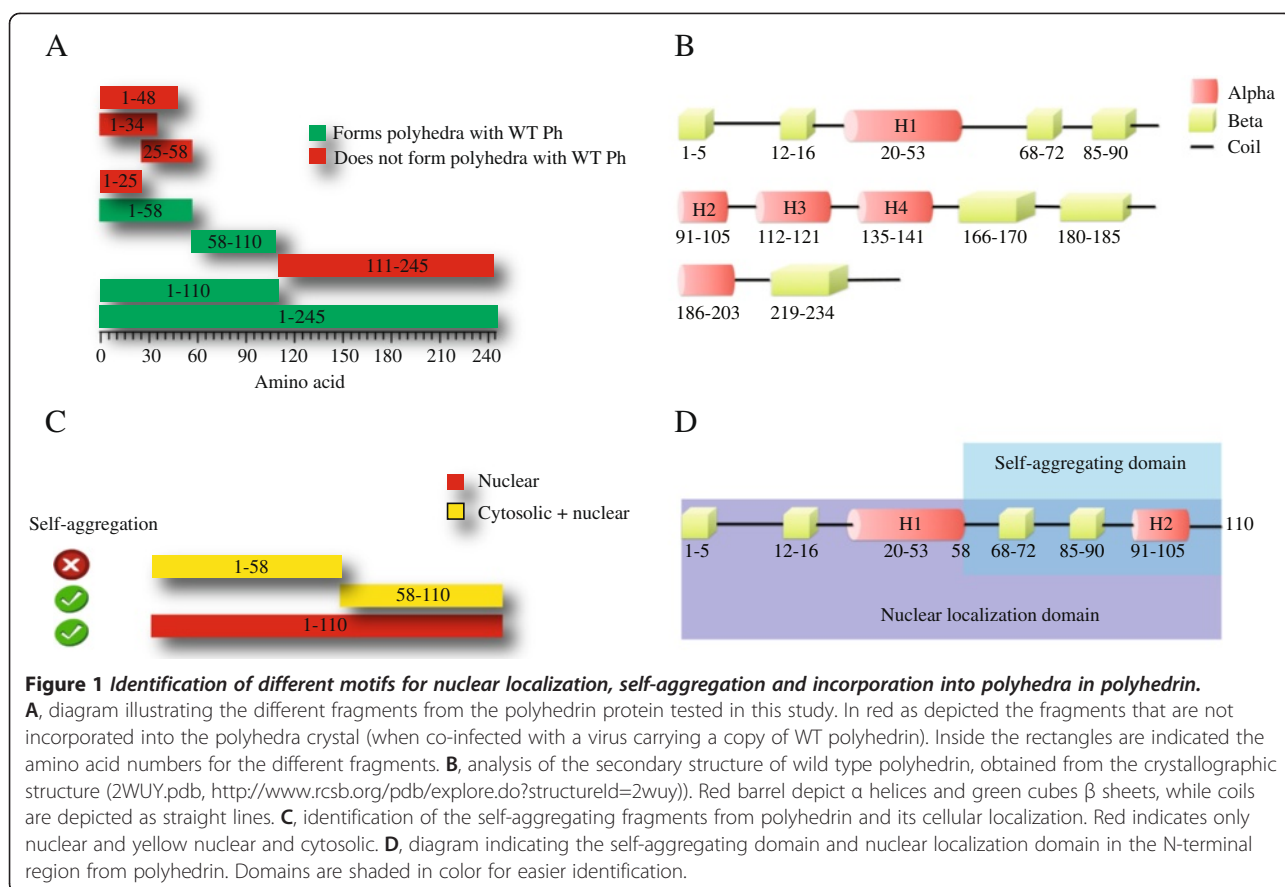 A
1-48
1-34
25-58
1-25
1-58
58-110
111-245
1-110
1-245
0 30 60 90 120 150 180 210 240
Amino acid
Forms polyhedra with WT Ph
Does not form polyhedra with WT Ph
B
Alpha
Beta
Coil
H1
1-5 12-16 20-53 68-72 85-90
H2 H3 H4
91-105 112-121 135-141 166-170 180-185
186-203 219-234
C
Nuclear
Cytosolic + nuclear
Self-aggregation
1-58
58-110
1-110
D
Self-aggregating domain
H1 H2 110
1-5 12-16 20-53 58 68-72 85-90 91-105
Nuclear localization domain
Figure 1 Identification of different motifs for nuclear localization, self-aggregation and incorporation into polyhedra in polyhedrin.
A, diagram illustrating the different fragments from the polyhedrin protein tested in this study. In red as depicted the fragments that are not
incorporated into the polyhedra crystal (when co-infected with a virus carrying a copy of WT polyhedrin). Inside the rectangles are indicated the
amino acid numbers for the different fragments. B, analysis of the secondary structure of wild type polyhedrin, obtained from the crystallographic
structure (2WUY.pdb, http://www.rcsb.org/pdb/explore.do?structureId=2wuy)). Red barrel depict α helices and green cubes β sheets, while coils
are depicted as straight lines. C, identification of the self-aggregating fragments from polyhedrin and its cellular localization. Red indicates only
nuclear and yellow nuclear and cytosolic. D, diagram indicating the self-aggregating domain and nuclear localization domain in the N-terminal
region from polyhedrin. Domains are shaded in color for easier identification.